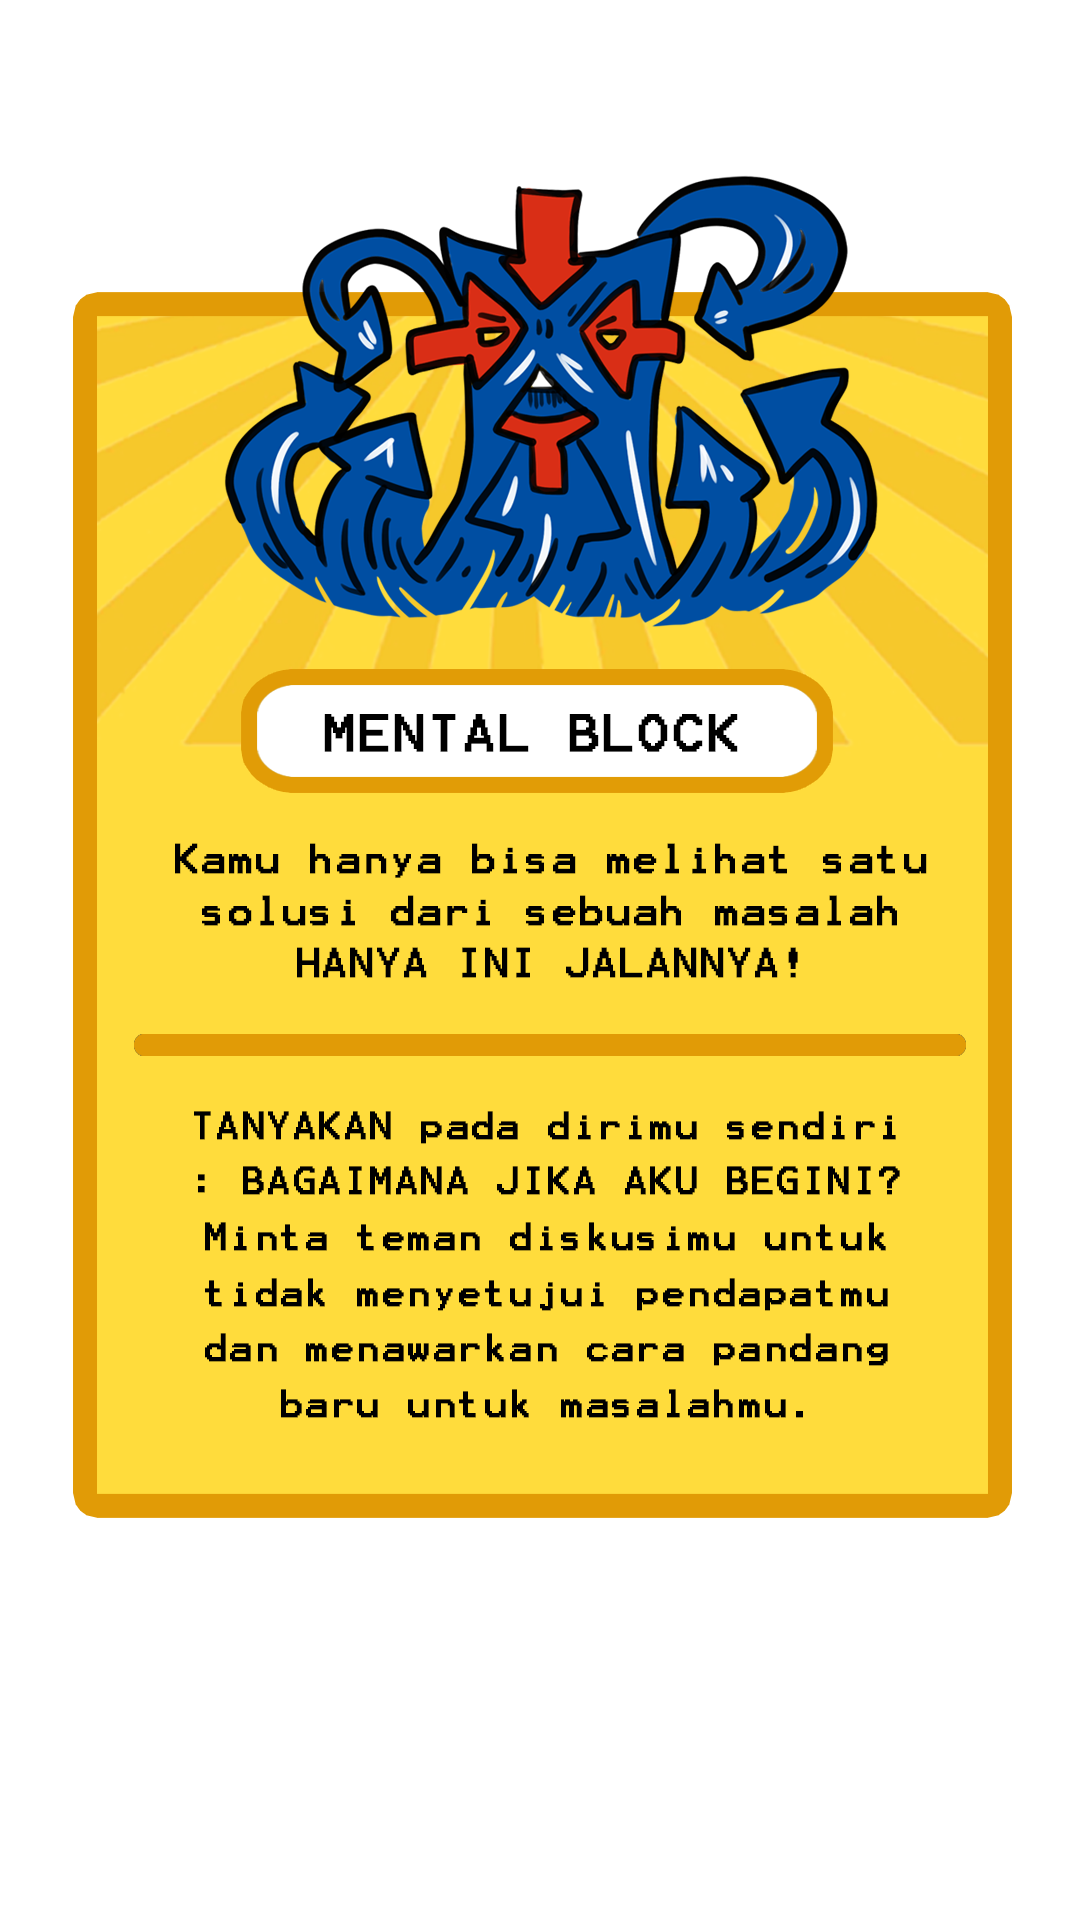 MENTAL BLOCK
Kamu hanya bisa melihat satu
solusi dari sebuah masalah
HANYA INI JALANNYA!
TANYAKAN pada dirimu sendiri
: BAGAIMANA JIKA AKU BEGINI?
Minta teman diskusimu untuk
tidak menyetujui pendapatmu
dan menawarkan cara pandang
baru untuk masalahmu.